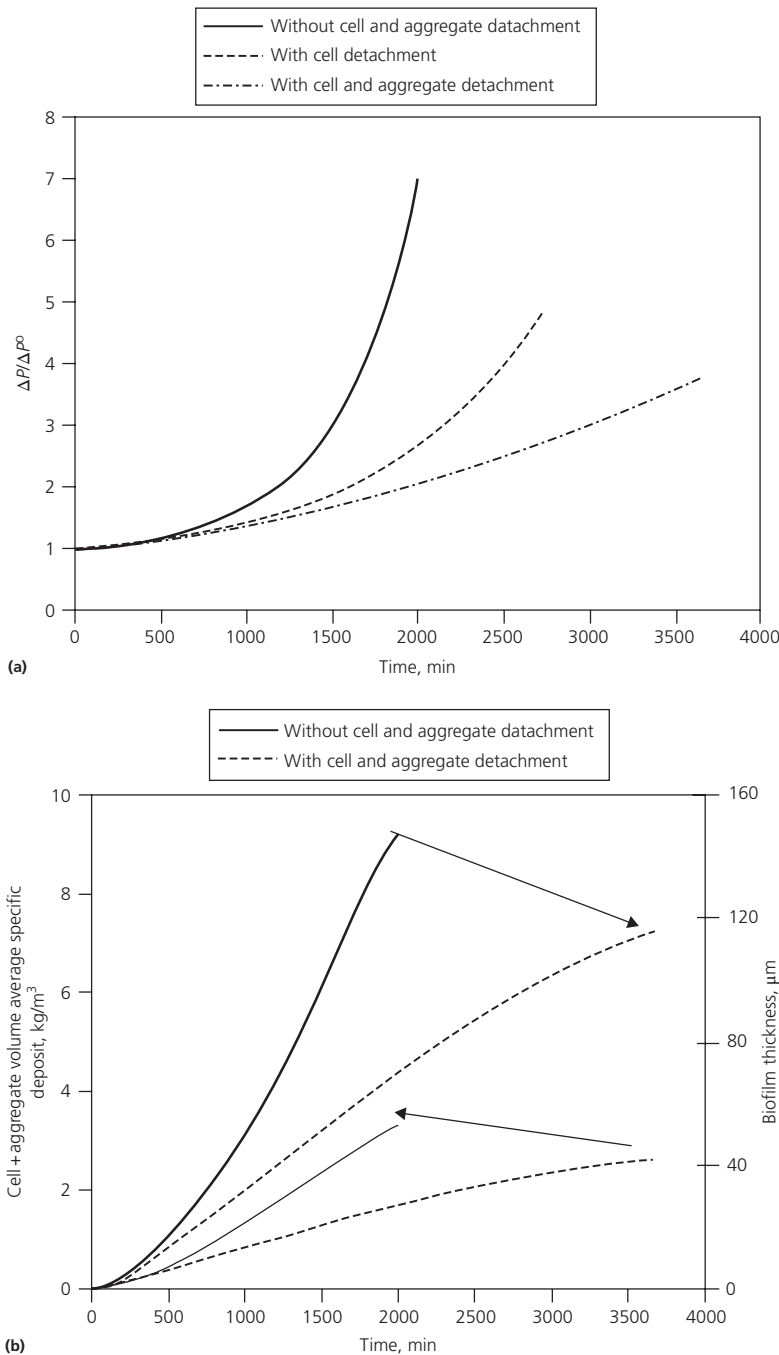 Without cell and aggregate datachment
With cell detachment
With cell and aggregate detachment
8
7
6
5
4
3
2
1
0
ΔP/ΔP⁰
0 500 1000 1500 2000 2500 3000 3500 4000
(a)
Time, min
Without cell and aggregate datachment
With cell and aggregate detachment
10
8
6
4
2
0
Cell + aggregate volume average specific
deposit, kg/m³
160
120
80
40
0
Biofilm thickness, μm
0 500 1000 1500 2000 2500 3000 3500 4000
(b)
Time, min